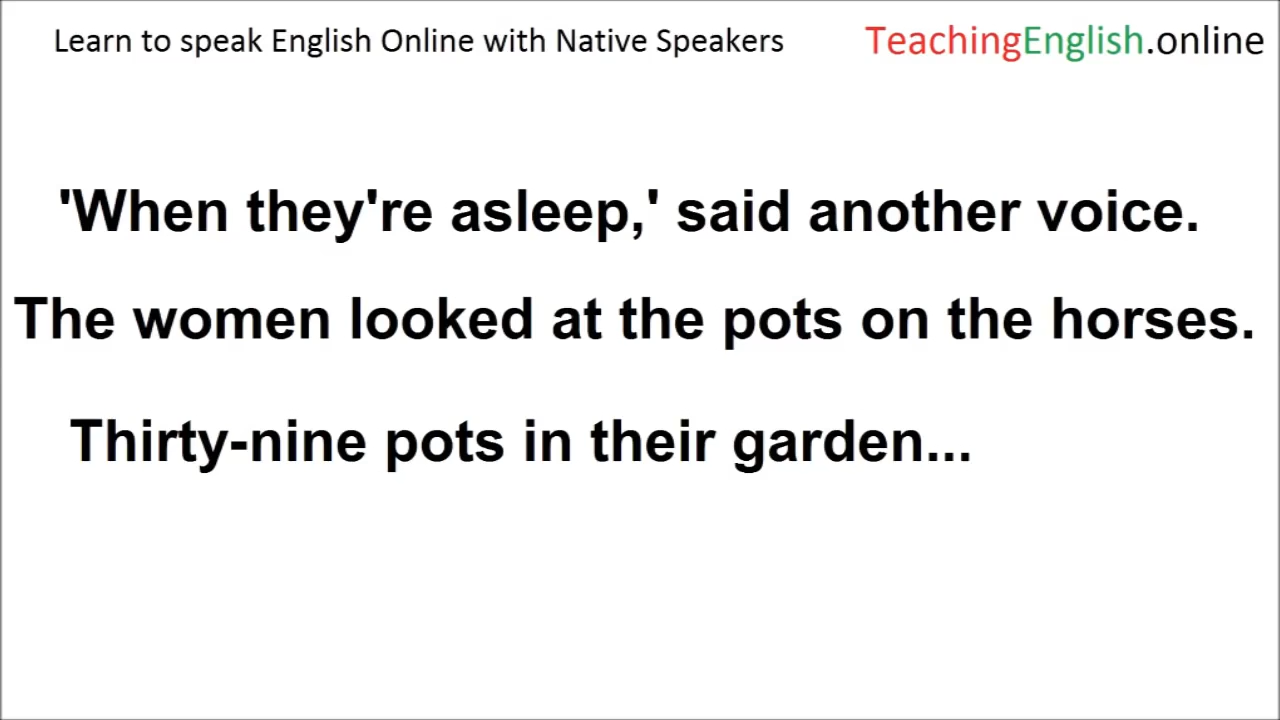 Learn to speak English Online with Native Speakers TeachingEnglish.online
'When they're asleep,' said another voice.
The women looked at the pots on the horses.
Thirty-nine pots in their garden...